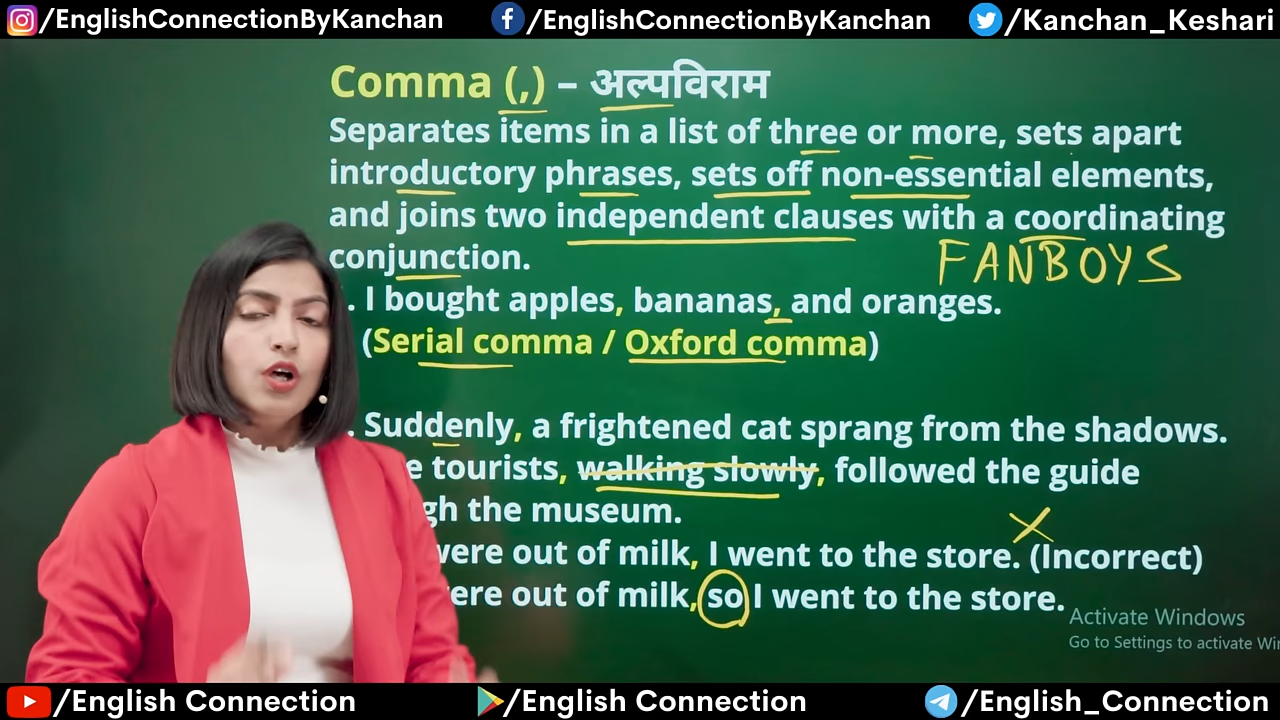 /EnglishConnectionByKanchan /EnglishConnectionByKanchan /Kanchan_Keshari
Comma (,) – अल्पविराम
Separates items in a list of three or more, sets apart
introductory phrases, sets off non-essential elements,
and joins two independent clauses with a coordinating
conjunction.
FANBOYS
. I bought apples, bananas, and oranges.
(Serial comma / Oxford comma)
. Suddenly, a frightened cat sprang from the shadows.
e tourists, walking slowly, followed the guide
gh the museum.
were out of milk, I went to the store. (Incorrect)
ere out of milk, so I went to the store.
Activate Windows
Go to Settings to activate Wi
/English Connection /English Connection /English_Connection